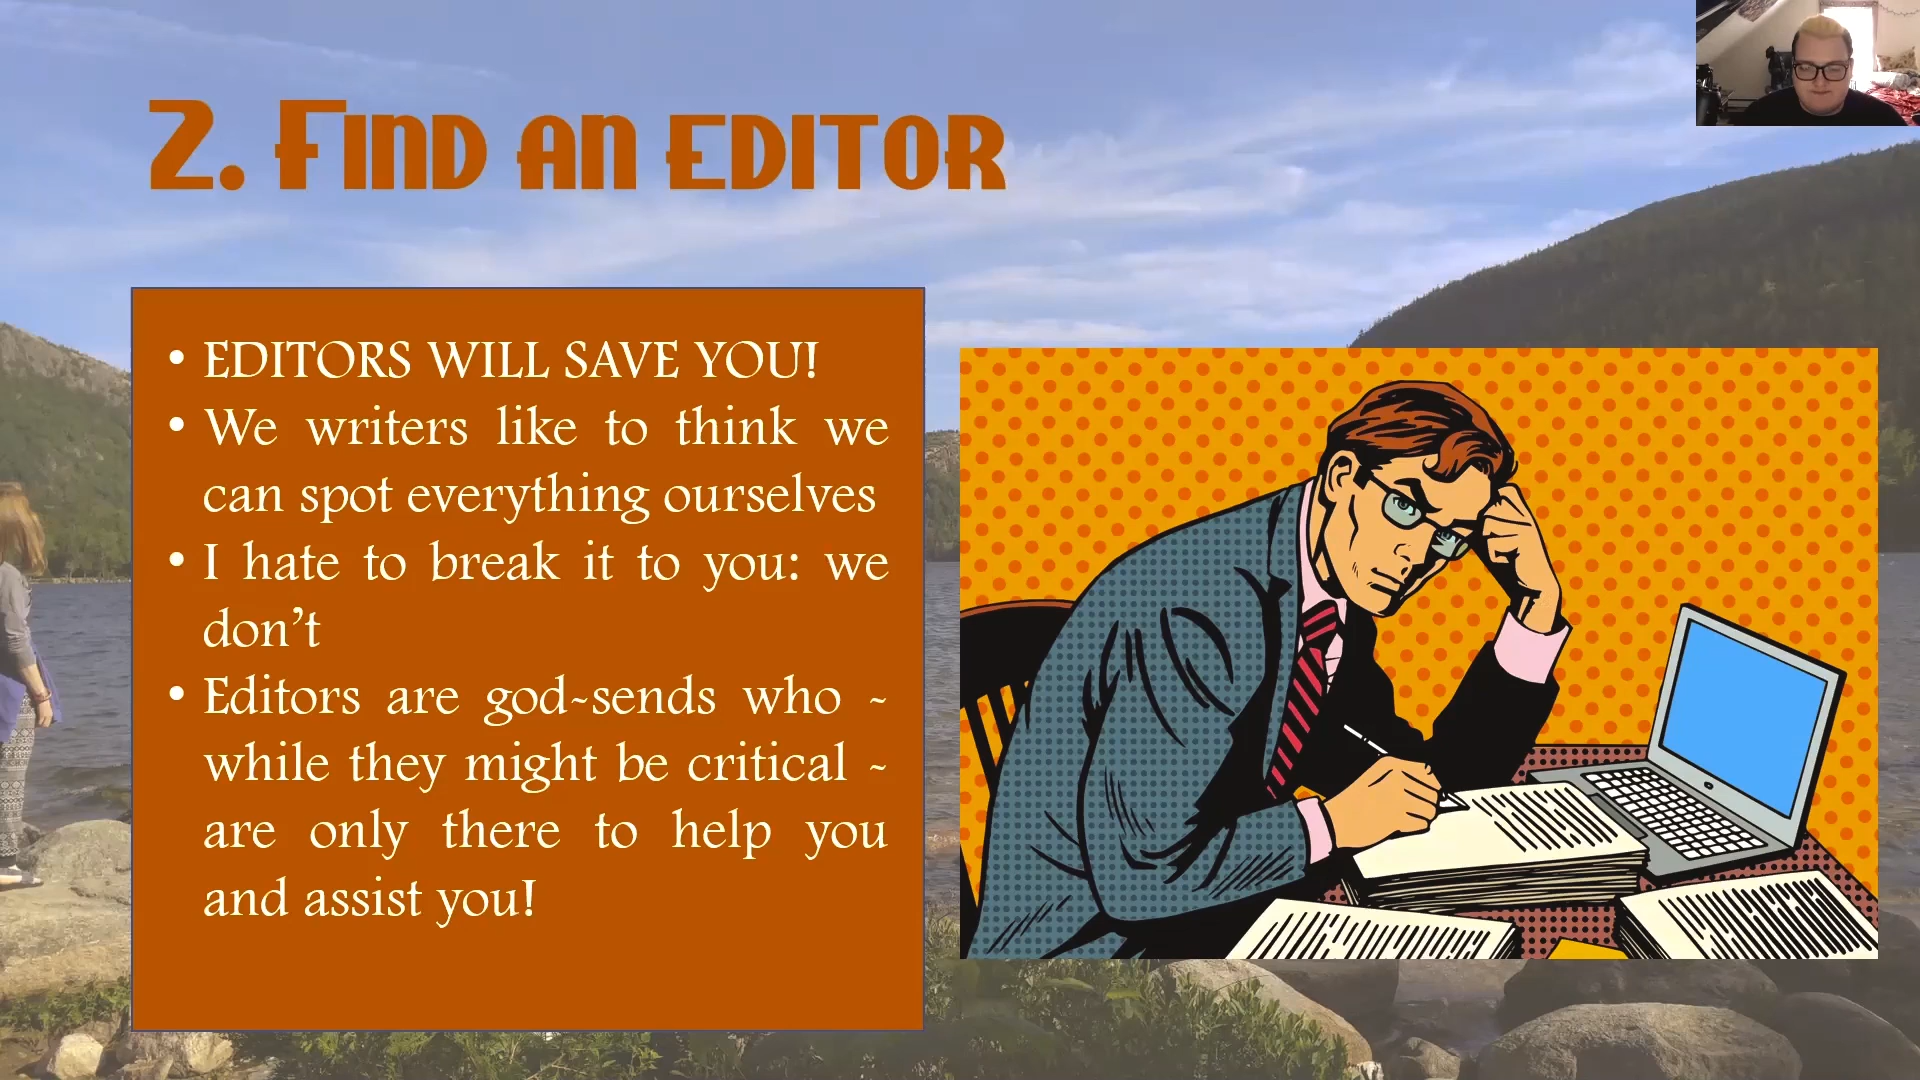 2. Find an editor
• EDITORS WILL SAVE YOU!
• We writers like to think we
can spot everything ourselves
• I hate to break it to you: we
don’t
• Editors are god-sends who -
while they might be critical -
are only there to help you
and assist you!